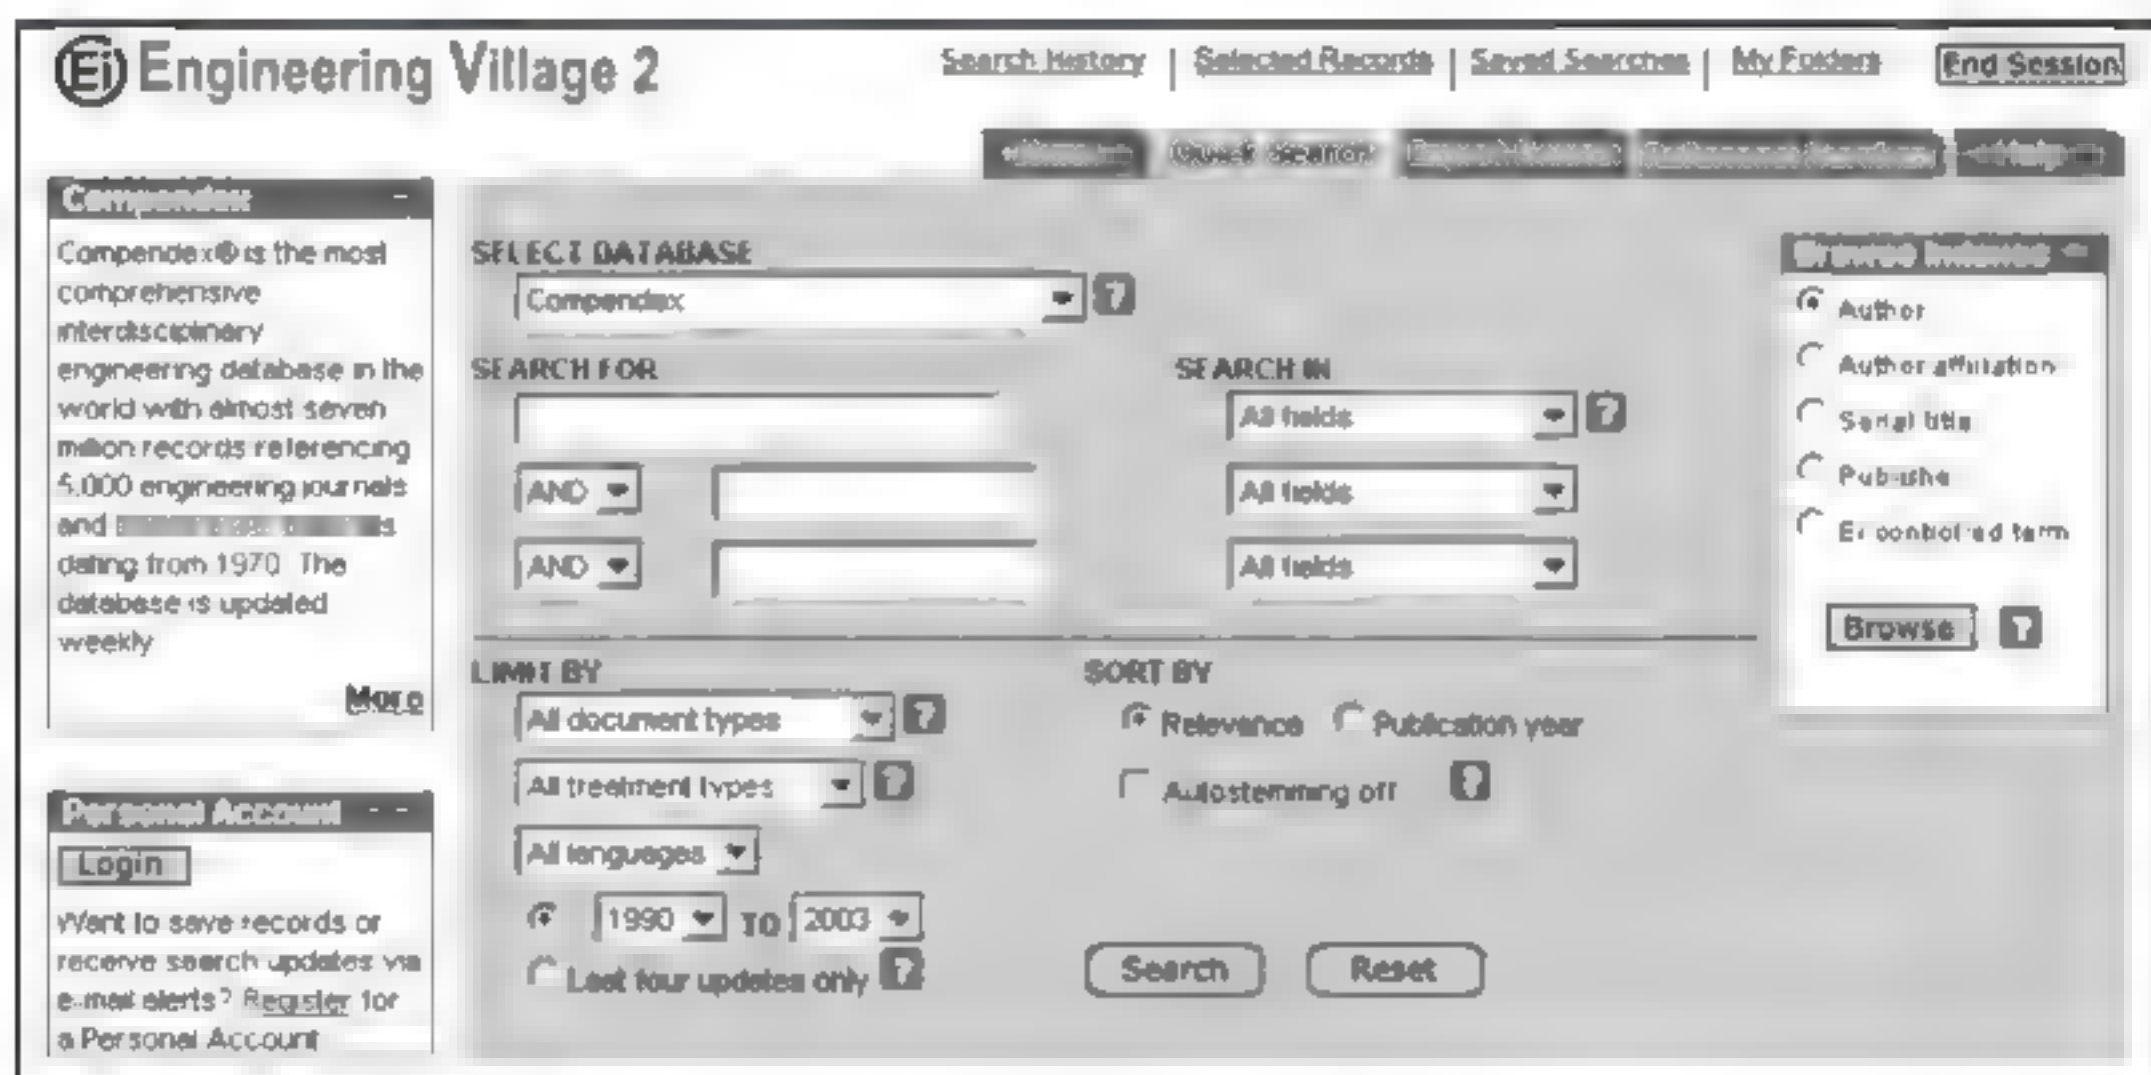 Ei Engineering Village 2
Search History | Selected Records | Saved Searches | My Folders
End Session
Quick Search
Help
Compendex
Compendex® is the most
comprehensive
interdisciplinary
engineering database in the
world with almost seven
million records referencing
5,000 engineering journals
and
dating from 1970. The
database is updated
weekly
More
Personal Account
Login
Want to save records or
receive search updates via
e-mail alerts? Register for
a Personal Account
SELECT DATABASE
Compendex ?
SEARCH FOR
SEARCH IN
All fields ?
AND
All fields
AND
All fields
LIMIT BY
All document types ?
All treatment types ?
All languages
1990 TO 2003
Last four updates only ?
SORT BY
Relevance Publication year
Autostemming off ?
Search Reset
Browse Indexes
Author
Author affiliation
Serial title
Publisher
Ei controlled term
Browse ?